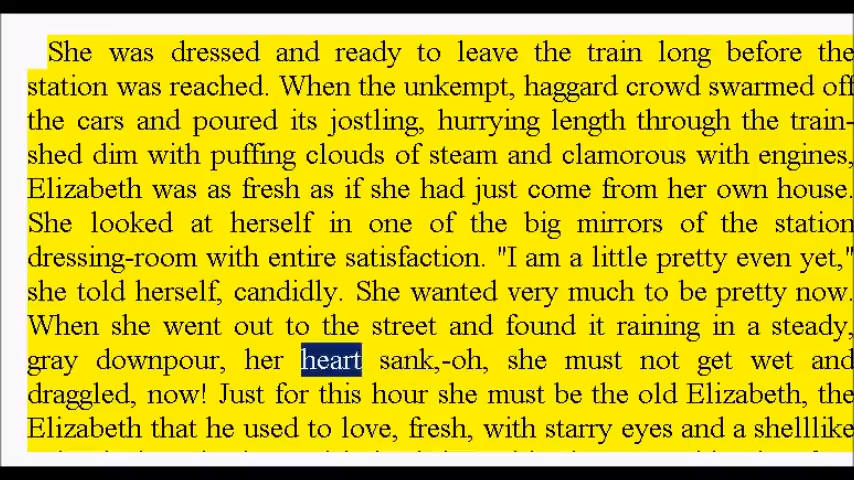 She was dressed and ready to leave the train long before the
station was reached. When the unkempt, haggard crowd swarmed off
the cars and poured its jostling, hurrying length through the train-
shed dim with puffing clouds of steam and clamorous with engines,
Elizabeth was as fresh as if she had just come from her own house.
She looked at herself in one of the big mirrors of the station
dressing-room with entire satisfaction. "I am a little pretty even yet,"
she told herself, candidly. She wanted very much to be pretty now.
When she went out to the street and found it raining in a steady,
gray downpour, her heart sank,-oh, she must not get wet and
draggled, now! Just for this hour she must be the old Elizabeth, the
Elizabeth that he used to love, fresh, with starry eyes and a shelllike